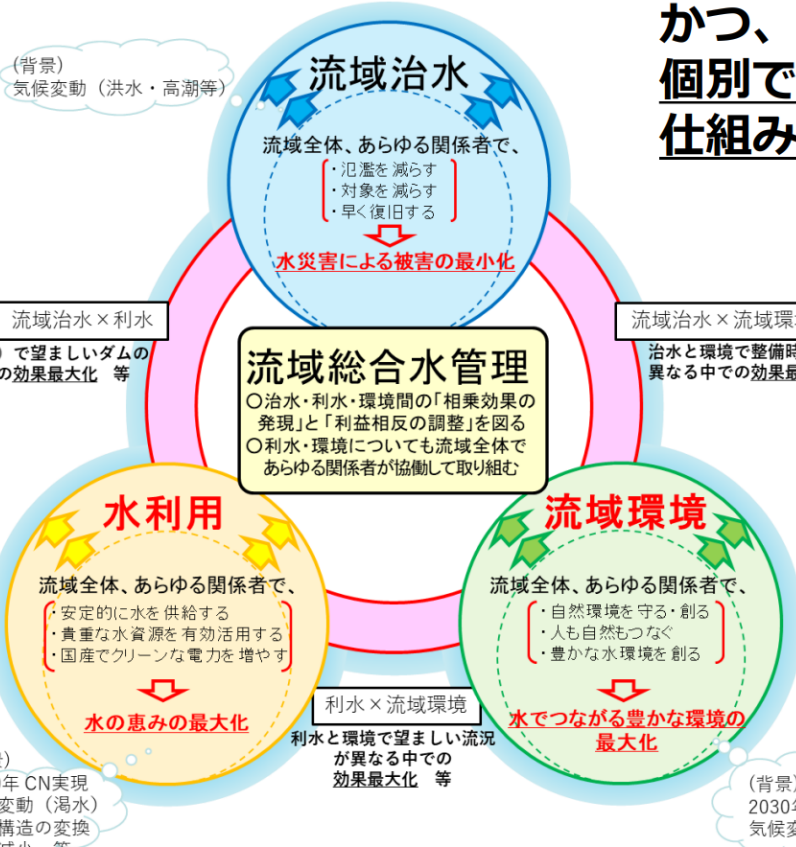 かつ、
個別で
仕組み
(背景)
気候変動（洪水・高潮等）
流域治水
流域全体、あらゆる関係者で、
・氾濫を減らす
・対象を減らす
・早く復旧する
水災害による被害の最小化
流域治水×利水
）で望ましいダムの
の効果最大化 等
流域治水×流域環
治水と環境で整備時
異なる中での効果最
流域総合水管理
〇治水・利水・環境間の「相乗効果の
発現」と「利益相反の調整」を図る
〇利水・環境についても流域全体で
あらゆる関係者が協働して取り組む
水利用
流域全体、あらゆる関係者で、
・安定的に水を供給する
・貴重な水資源を有効活用する
・国産でクリーンな電力を増やす
水の恵みの最大化
流域環境
流域全体、あらゆる関係者で、
・自然環境を守る・創る
・人も自然もつなぐ
・豊かな水環境を創る
水でつながる豊かな環境の
最大化
利水×流域環境
利水と環境で望ましい流況
が異なる中での
効果最大化 等
年 CN実現
変動（渇水）
構造の変換
(背景)
2030年
気候変